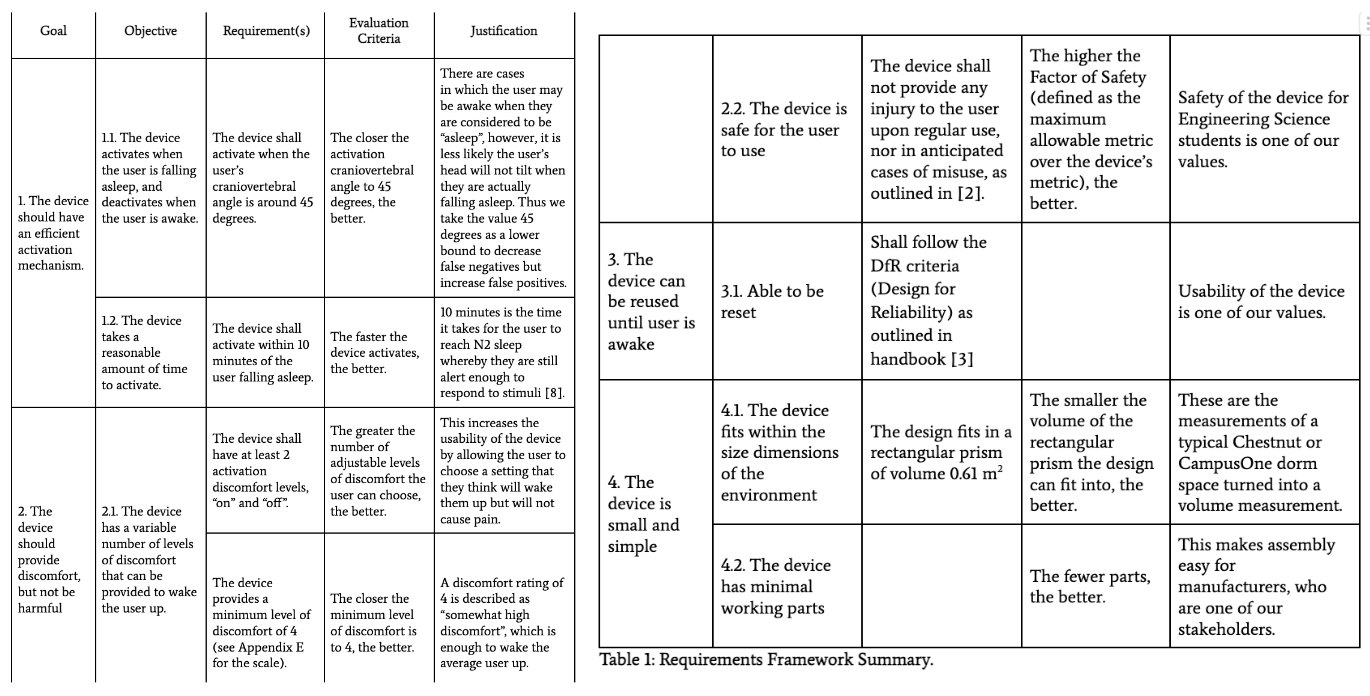 Goal
Objective
Requirement(s)
Evaluation
Criteria
Justification
1. The device
should have
an efficient
activation
mechanism.
1.1. The device
activates when
the user is falling
asleep, and
deactivates when
the user is awake.
The device shall
activate when the
user's
craniovertebral
angle is around 45
degrees.
The closer the
activation
craniovertebral
angle to 45
degrees, the
better.
There are cases
in which the user may
be awake when they
are considered to be
“asleep”, however, it is
less likely the user’s
head will not tilt when
they are actually
falling asleep. Thus we
take the value 45
degrees as a lower
bound to decrease
false negatives but
increase false positives.
1.2. The device
takes a
reasonable
amount of time
to activate.
The device shall
activate within 10
minutes of the
user falling asleep.
The faster the
device activates,
the better.
10 minutes is the time
it takes for the user to
reach N2 sleep
whereby they are still
alert enough to
respond to stimuli [8].
2. The
device
should
provide
discomfort,
but not be
harmful
2.1. The device
has a variable
number of levels
of discomfort
that can be
provided to wake
the user up.
The device shall
have at least 2
activation
discomfort levels,
“on” and “off”.
The greater the
number of
adjustable levels
of discomfort the
user can choose,
the better.
This increases the
usability of the device
by allowing the user to
choose a setting that
they think will wake
them up but will not
cause pain.
The device
provides a
minimum level of
discomfort of 4
(see Appendix E
for the scale).
The closer the
minimum level
of discomfort is
to 4, the better.
A discomfort rating of
4 is described as
“somewhat high
discomfort”, which is
enough to wake the
average user up.
2.2. The device is
safe for the user
to use
The device shall
not provide any
injury to the user
upon regular use,
nor in anticipated
cases of misuse, as
outlined in [2].
The higher the
Factor of Safety
(defined as the
maximum
allowable metric
over the device’s
metric), the
better.
Safety of the device for
Engineering Science
students is one of our
values.
3. The
device can
be reused
until user is
awake
3.1. Able to be
reset
Shall follow the
DfR criteria
(Design for
Reliability) as
outlined in
handbook [3]
Usability of the device
is one of our values.
4. The
device is
small and
simple
4.1. The device
fits within the
size dimensions
of the
environment
The design fits in a
rectangular prism
of volume 0.61 m²
The smaller the
volume of the
rectangular
prism the design
can fit into, the
better.
These are the
measurements of a
typical Chestnut or
CampusOne dorm
space turned into a
volume measurement.
4.2. The device
has minimal
working parts
The fewer parts,
the better.
This makes assembly
easy for
manufacturers, who
are one of our
stakeholders.
Table 1: Requirements Framework Summary.